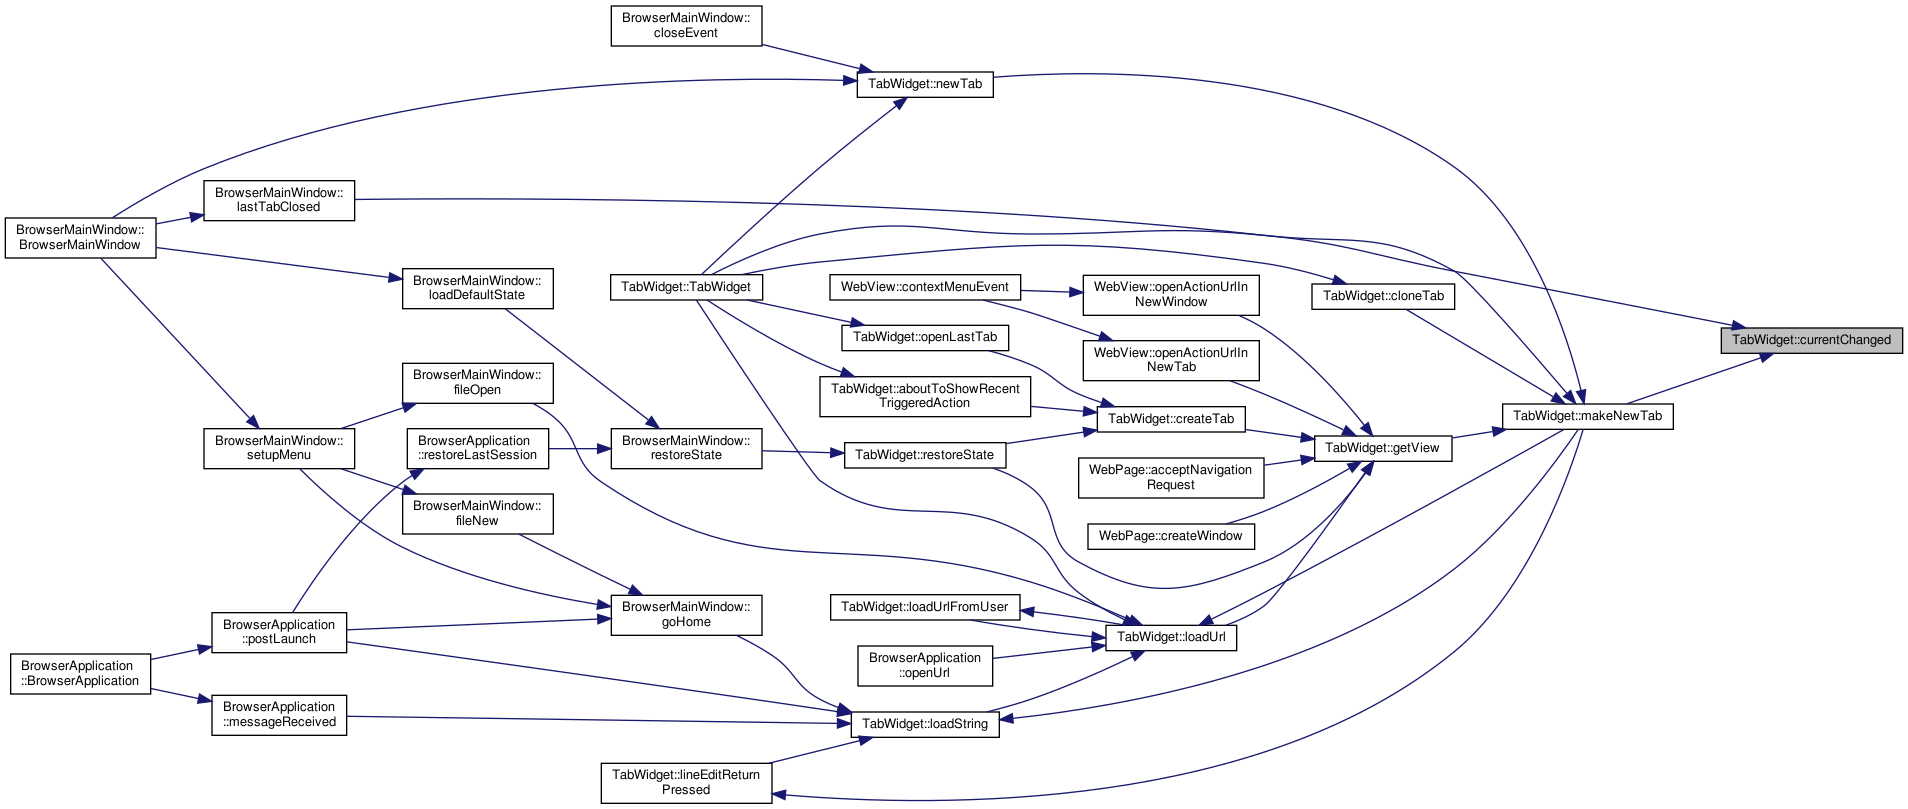 BrowserMainWindow::
closeEvent
TabWidget::newTab
BrowserMainWindow::
lastTabClosed
BrowserMainWindow::
BrowserMainWindow
BrowserMainWindow::
loadDefaultState
TabWidget::TabWidget
WebView::contextMenuEvent
WebView::openActionUrlIn
NewWindow
TabWidget::cloneTab
TabWidget::openLastTab
TabWidget::currentChanged
WebView::openActionUrlIn
NewTab
BrowserMainWindow::
fileOpen
TabWidget::aboutToShowRecent
TriggeredAction
TabWidget::createTab
TabWidget::makeNewTab
BrowserMainWindow::
setupMenu
BrowserApplication
::restoreLastSession
BrowserMainWindow::
restoreState
TabWidget::restoreState
TabWidget::getView
WebPage::acceptNavigation
Request
BrowserMainWindow::
fileNew
WebPage::createWindow
BrowserMainWindow::
goHome
TabWidget::loadUrlFromUser
BrowserApplication
::postLaunch
TabWidget::loadUrl
BrowserApplication
::BrowserApplication
BrowserApplication
::openUrl
BrowserApplication
::messageReceived
TabWidget::loadString
TabWidget::lineEditReturn
Pressed